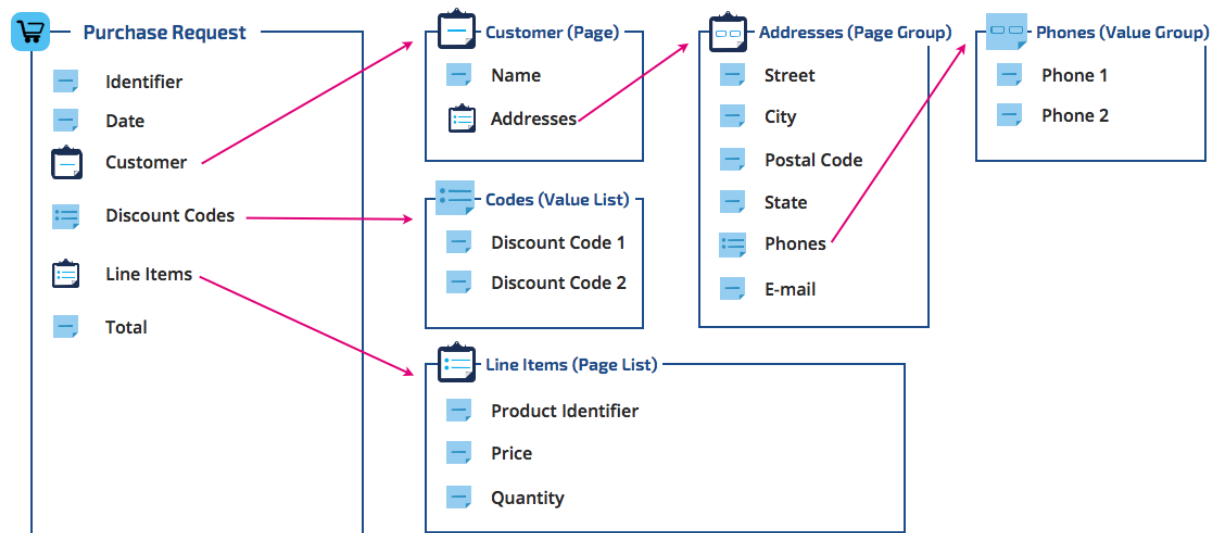 Purchase Request
Identifier
Date
Customer
Discount Codes
Line Items
Total
Customer (Page)
Name
Addresses
Codes (Value List)
Discount Code 1
Discount Code 2
Line Items (Page List)
Product Identifier
Price
Quantity
Addresses (Page Group)
Street
City
Postal Code
State
Phones
E-mail
Phones (Value Group)
Phone 1
Phone 2